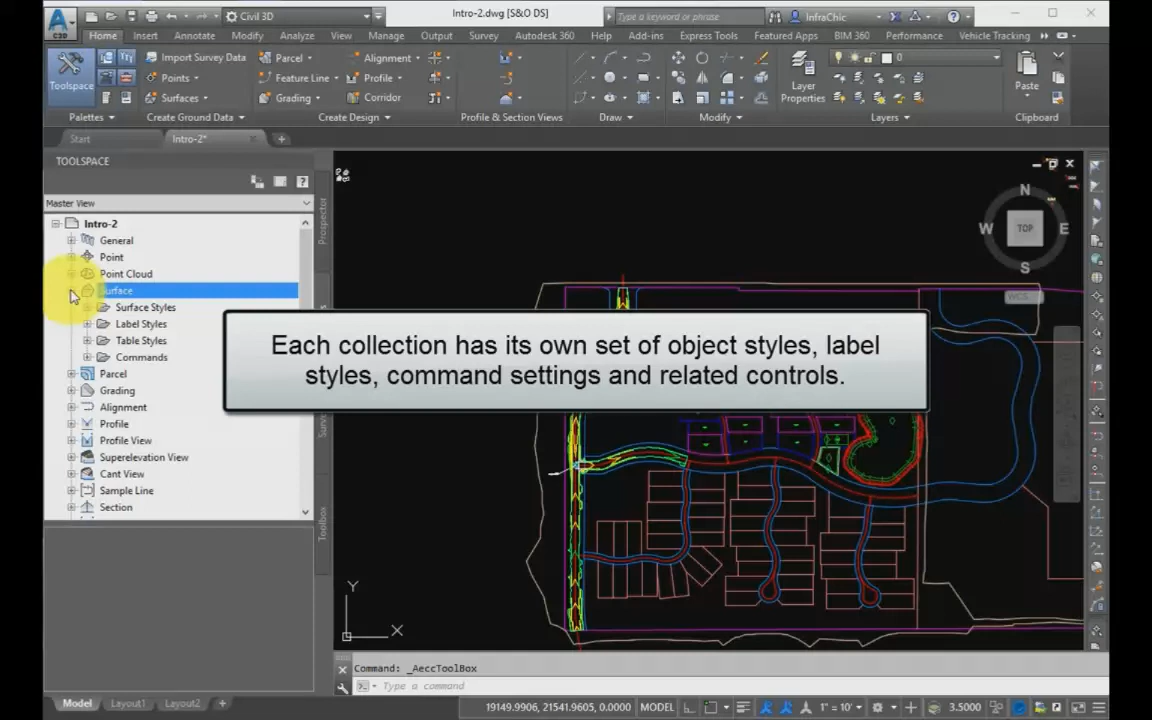 Civil 3D
Intro-2.dwg [S&O DS]
Type a keyword or phrase
InfraChic
C3D
Home Insert Annotate Modify Analyze View Manage Output Survey Autodesk 360 Help Add-ins Express Tools Featured Apps BIM 360 Performance Vehicle Tracking
Import Survey Data Parcel Alignment
Toolspace Points Feature Line Profile
Surfaces Grading Corridor
0
Layer Properties
Paste
Palettes Create Ground Data Create Design Profile & Section Views Draw Modify Layers Clipboard
Start Intro-2*
TOOLSPACE
Master View
Prospector
Intro-2
General
Point
Point Cloud
Surface
Surface Styles
Label Styles
Table Styles
Commands
Parcel
Grading
Alignment
Profile
Profile View
Superelevation View
Cant View
Sample Line
Section
Toolbox
N
W TOP E
S
WCS
Each collection has its own set of object styles, label
styles, command settings and related controls.
Y
X
Command: _AeccToolBox
Type a command
Model Layout1 Layout2 +
19149.9906, 21541.9605, 0.0000 MODEL 1" = 10' 3.5000